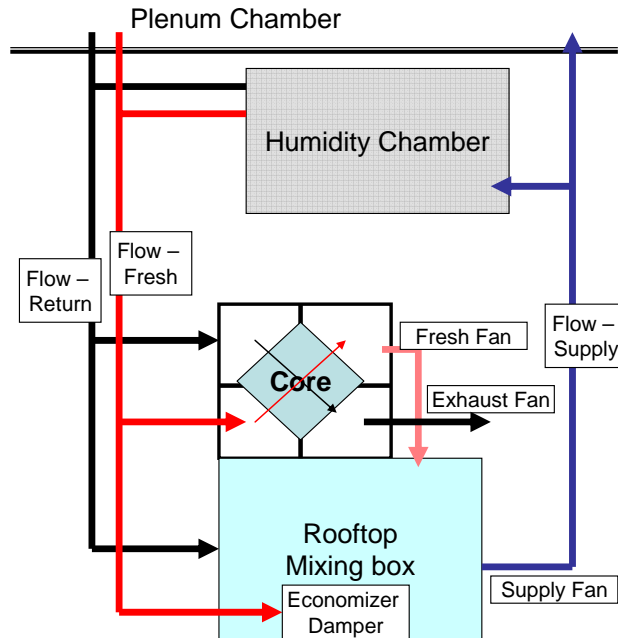 Plenum Chamber
Humidity Chamber
Flow –
Fresh
Flow –
Return
Fresh Fan
Flow –
Supply
Core
Exhaust Fan
Rooftop
Mixing box
Supply Fan
Economizer
Damper